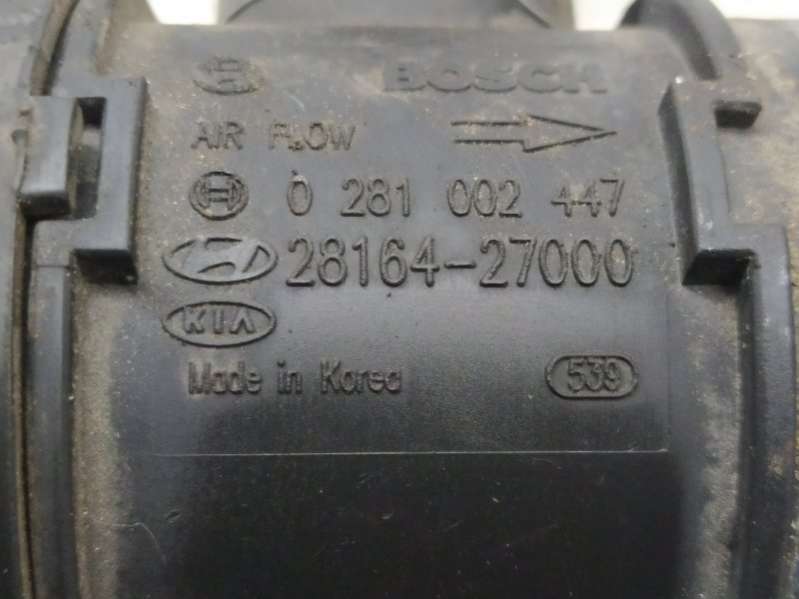 BOSCH
AIR FLOW
0 281 002 447
28164-27000
KIA
Made in Korea 539